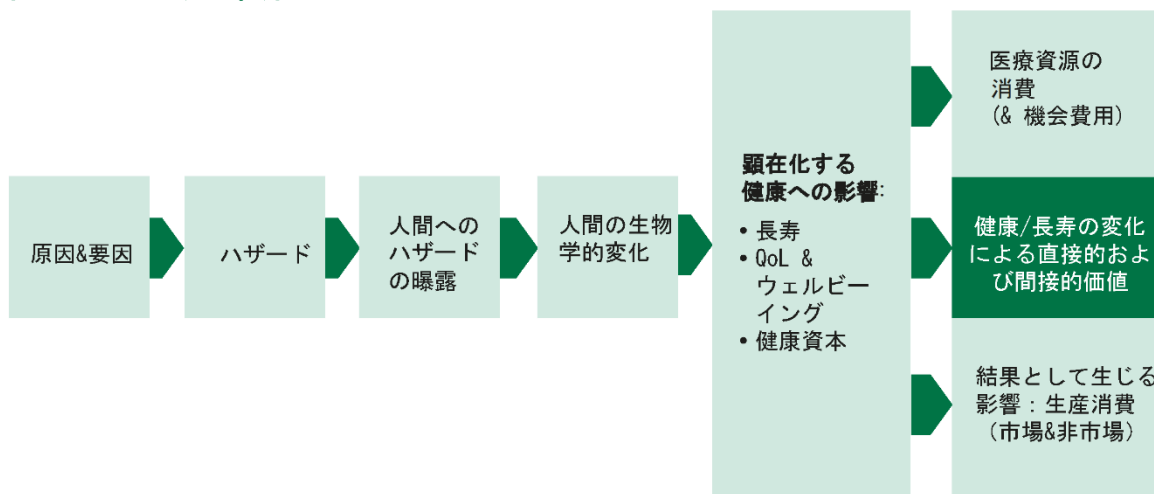 原因&要因
ハザード
人間への
ハザード
の曝露
人間の生物
学的変化
顕在化する
健康への影響:
• 長寿
• QoL &
ウェルビー
イング
• 健康資本
医療資源の
消費
(& 機会費用)
健康/長寿の変化
による直接的およ
び間接的価値
結果として生じる
影響：生産消費
（市場&非市場）